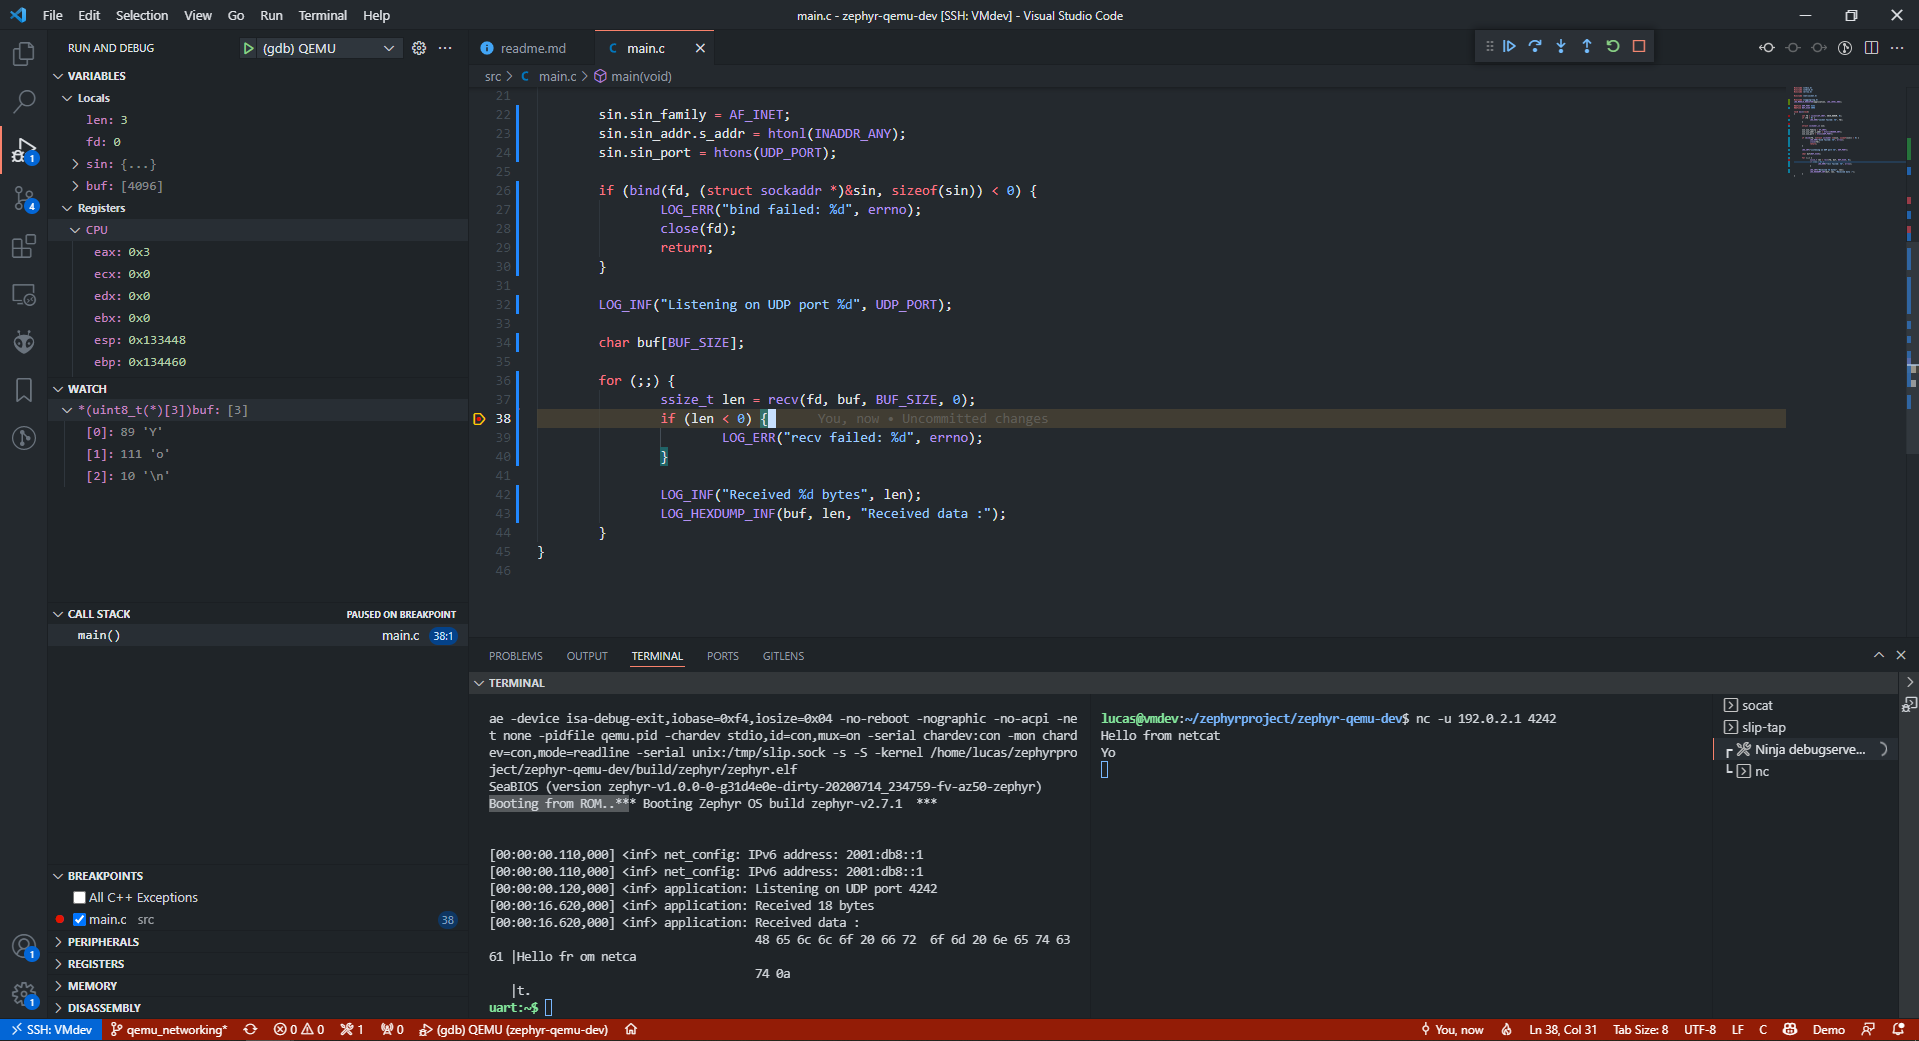 File Edit Selection View Go Run Terminal Help
main.c - zephyr-qemu-dev [SSH: VMdev] - Visual Studio Code
RUN AND DEBUG
(gdb) QEMU
VARIABLES
Locals
len: 3
fd: 0
sin: {...}
buf: [4096]
Registers
CPU
eax: 0x3
ecx: 0x0
edx: 0x0
ebx: 0x0
esp: 0x133448
ebp: 0x134460
WATCH
*(uint8_t(*)[3])buf: [3]
[0]: 89 'Y'
[1]: 111 'o'
[2]: 10 '\n'
CALL STACK
PAUSED ON BREAKPOINT
main()
main.c 38:1
BREAKPOINTS
All C++ Exceptions
main.c src
38
PERIPHERALS
REGISTERS
MEMORY
DISASSEMBLY
1
4
1
1
readme.md
main.c
src > C main.c > main(void)
21
22 sin.sin_family = AF_INET;
23 sin.sin_addr.s_addr = htonl(INADDR_ANY);
24 sin.sin_port = htons(UDP_PORT);
25
26 if (bind(fd, (struct sockaddr *)&sin, sizeof(sin)) < 0) {
27 LOG_ERR("bind failed: %d", errno);
28 close(fd);
29 return;
30 }
31
32 LOG_INF("Listening on UDP port %d", UDP_PORT);
33
34 char buf[BUF_SIZE];
35
36 for (;;) {
37 ssize_t len = recv(fd, buf, BUF_SIZE, 0);
38 if (len < 0) { You, now • Uncommitted changes
39 LOG_ERR("recv failed: %d", errno);
40 }
41
42 LOG_INF("Received %d bytes", len);
43 LOG_HEXDUMP_INF(buf, len, "Received data :");
44 }
45 }
46
PROBLEMS OUTPUT TERMINAL PORTS GITLENS
TERMINAL
ae -device isa-debug-exit,iobase=0xf4,iosize=0x04 -no-reboot -nographic -no-acpi -ne
t none -pidfile qemu.pid -chardev stdio,id=con,mux=on -serial chardev:con -mon chard
ev=con,mode=readline -serial unix:/tmp/slip.sock -s -S -kernel /home/lucas/zephyrpro
ject/zephyr-qemu-dev/build/zephyr/zephyr.elf
SeaBIOS (version zephyr-v1.0.0-0-g31d4e0e-dirty-20200714_234759-fv-az50-zephyr)
Booting from ROM..*** Booting Zephyr OS build zephyr-v2.7.1  ***
[00:00:00.110,000] <inf> net_config: IPv6 address: 2001:db8::1
[00:00:00.110,000] <inf> net_config: IPv6 address: 2001:db8::1
[00:00:00.120,000] <inf> application: Listening on UDP port 4242
[00:00:16.620,000] <inf> application: Received 18 bytes
[00:00:16.620,000] <inf> application: Received data :
48 65 6c 6c 6f 20 66 72  6f 6d 20 6e 65 74 63
61 |Hello fr om netca
74 0a
|t.
uart:~$
lucas@vmdev:~/zephyrproject/zephyr-qemu-dev$ nc -u 192.0.2.1 4242
Hello from netcat
Yo
socat
slip-tap
Ninja debugserve...
nc
SSH: VMdev qemu_networking* 0 0 1 0 (gdb) QEMU (zephyr-qemu-dev)
You, now Ln 38, Col 31 Tab Size: 8 UTF-8 LF C Demo